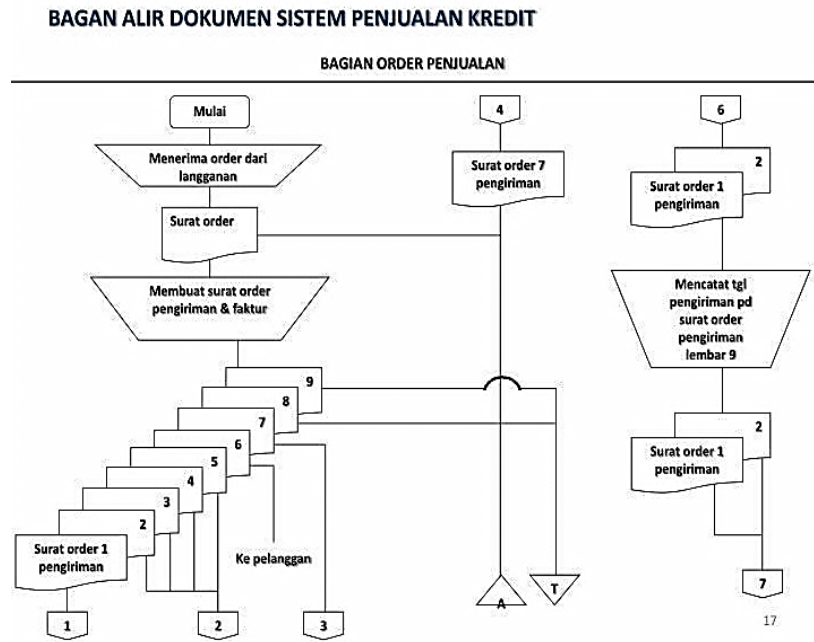 BAGAN ALIR DOKUMEN SISTEM PENJUALAN KREDIT
BAGIAN ORDER PENJUALAN
Mulai
Menerima order dari
langganan
Surat order
Membuat surat order
pengiriman & faktur
9
8
7
6
5
4
3
2
Surat order 1
pengiriman
Ke pelanggan
1
2
3
4
Surat order 7
pengiriman
A
T
6
2
Surat order 1
pengiriman
Mencatat tgl
pengiriman pd
surat order
pengiriman
lembar 9
2
Surat order 1
pengiriman
7
17